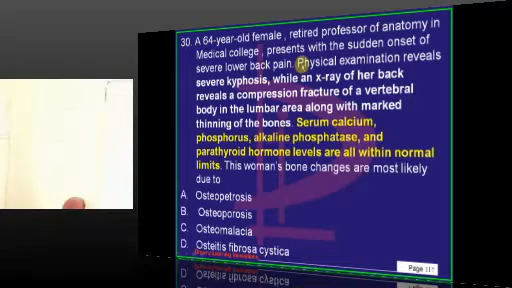 30. A 64-year-old female , retired professor of anatomy in
Medical college , presents with the sudden onset of
severe lower back pain. Physical examination reveals
severe kyphosis, while an x-ray of her back
reveals a compression fracture of a vertebral
body in the lumbar area along with marked
thinning of the bones. Serum calcium,
phosphorus, alkaline phosphatase, and
parathyroid hormone levels are all within normal
limits. This woman's bone changes are most likely
due to
A. Osteopetrosis
B. Osteoporosis
C. Osteomalacia
D. Osteitis fibrosa cystica
Page 117